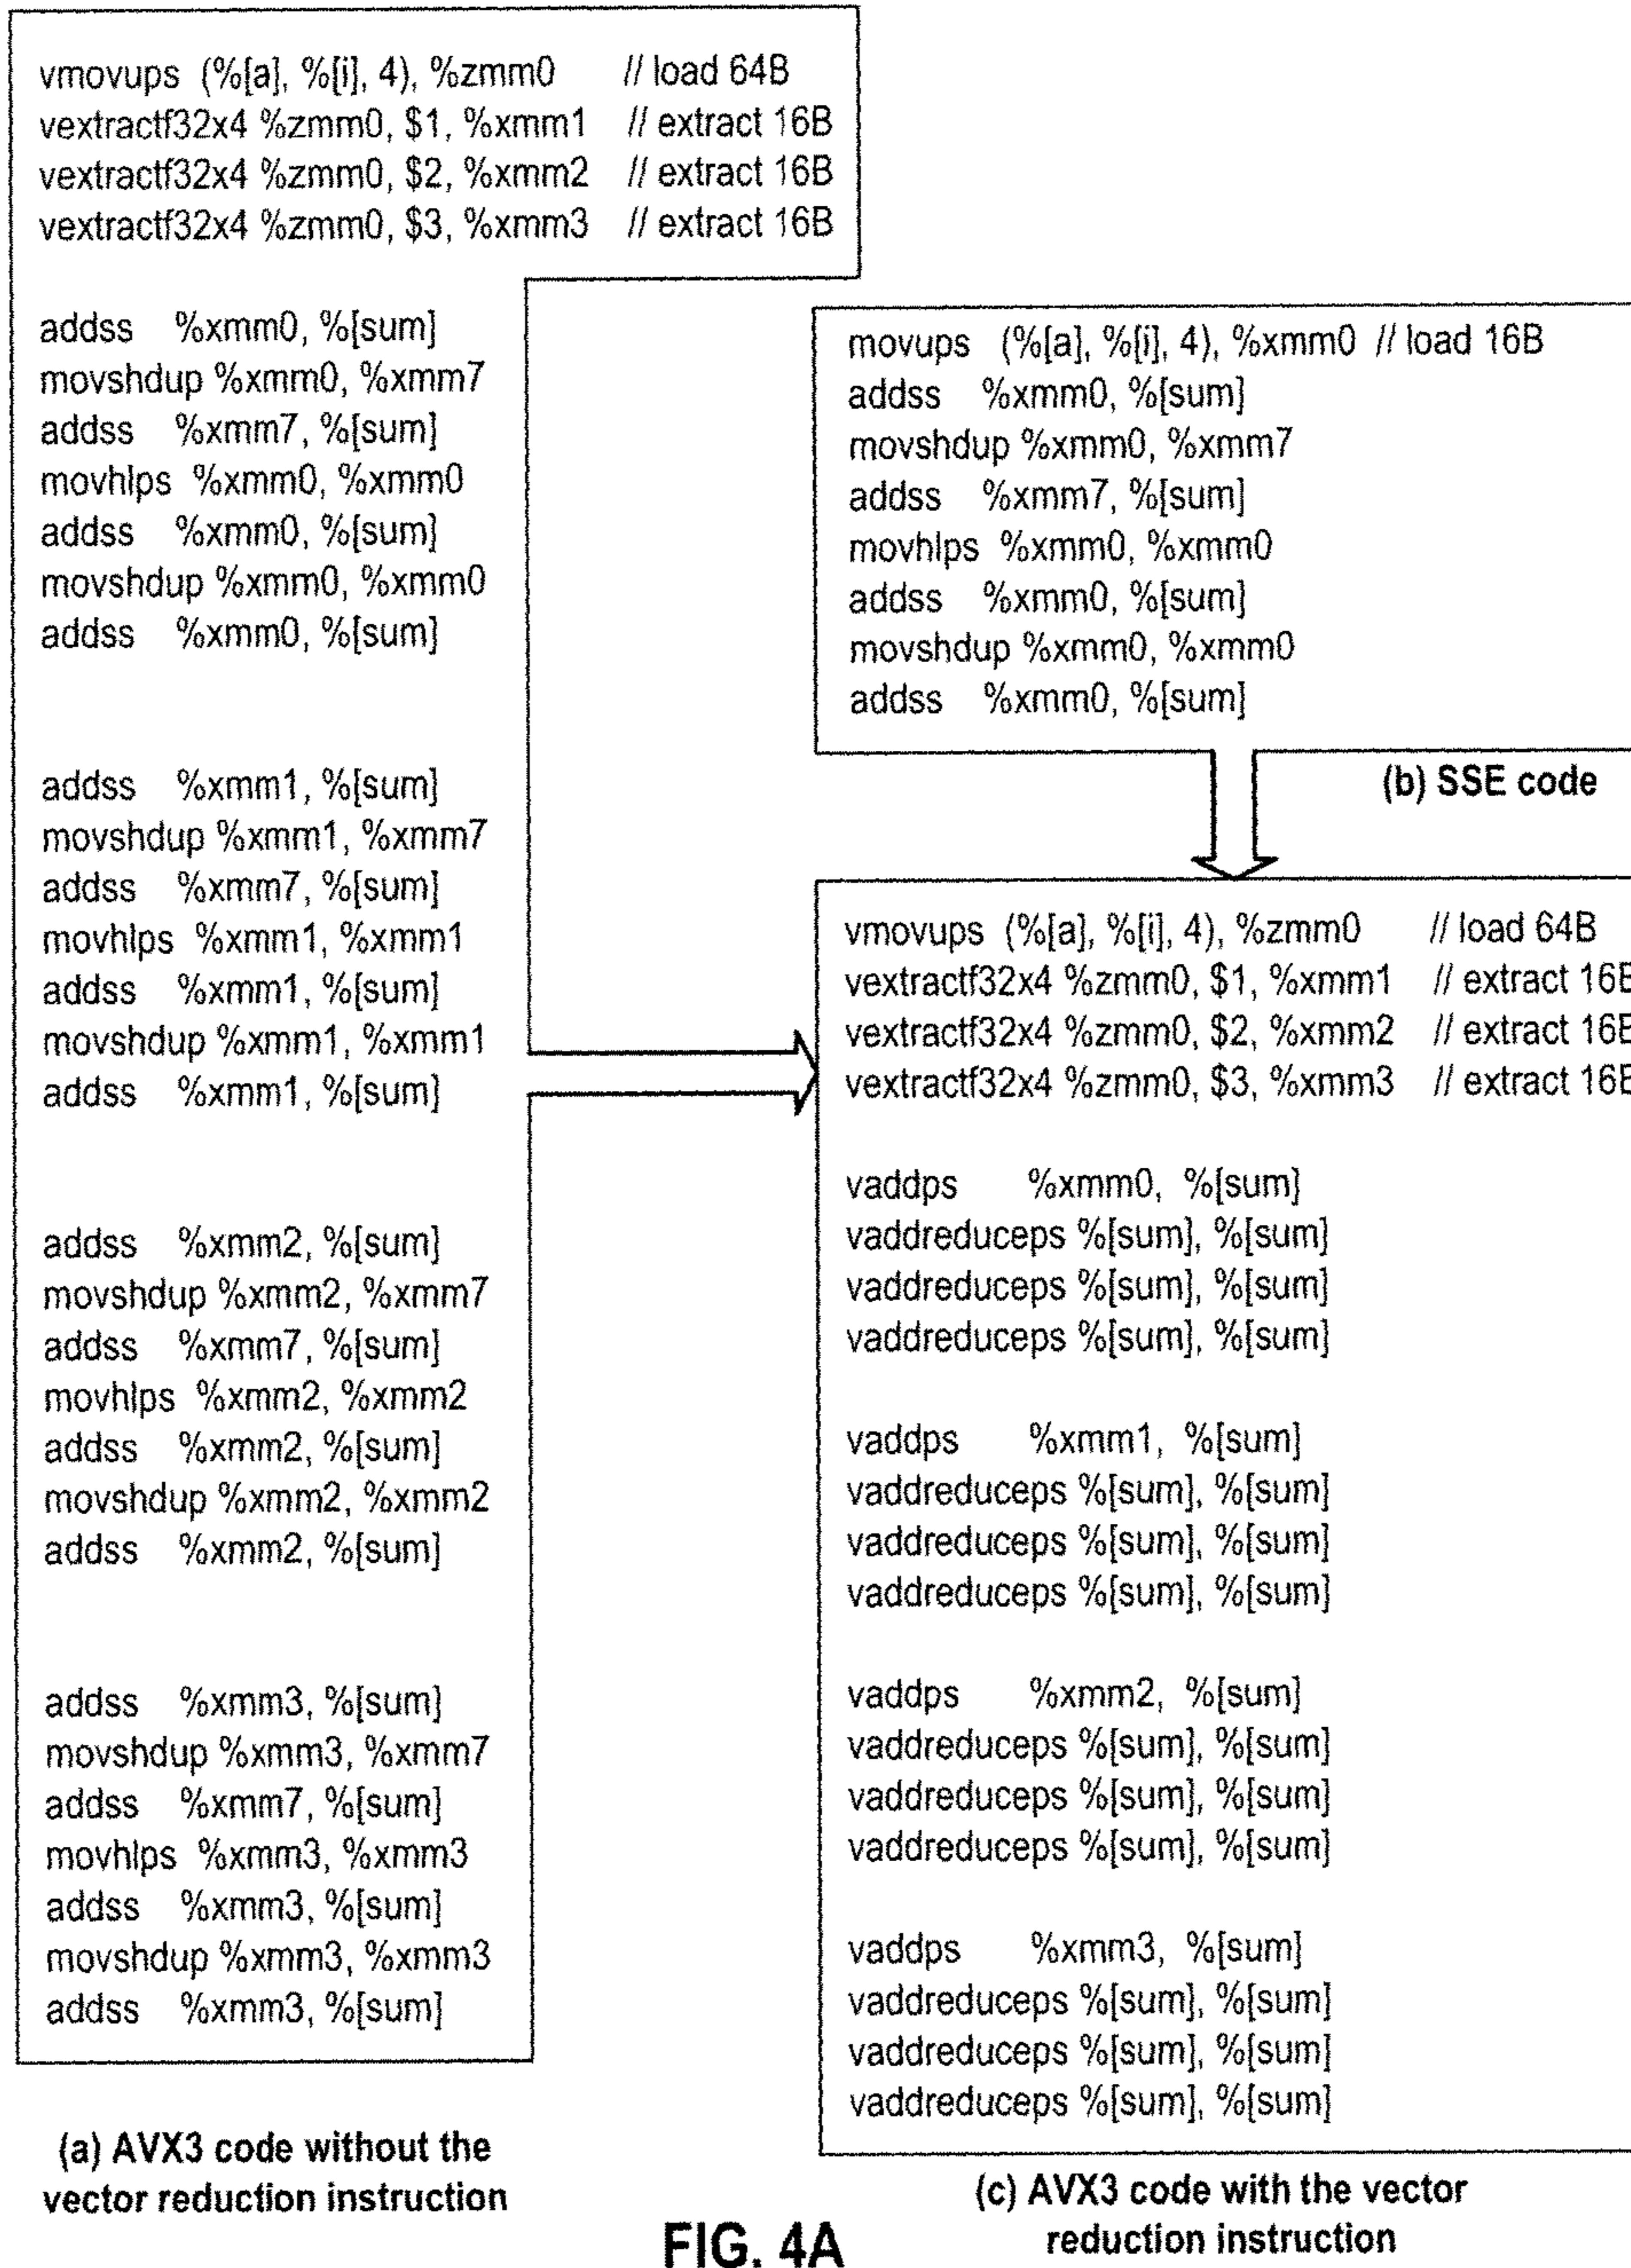 vmovups (%[a], %[i], 4), %zmm0 // load 64B
vextractf32x4 %zmm0, $1, %xmm1 // extract 16B
vextractf32x4 %zmm0, $2, %xmm2 // extract 16B
vextractf32x4 %zmm0, $3, %xmm3 // extract 16B
addss %xmm0, %[sum]
movshdup %xmm0, %xmm7
addss %xmm7, %[sum]
movhlps %xmm0, %xmm0
addss %xmm0, %[sum]
movshdup %xmm0, %xmm0
addss %xmm0, %[sum]
addss %xmm1, %[sum]
movshdup %xmm1, %xmm7
addss %xmm7, %[sum]
movhlps %xmm1, %xmm1
addss %xmm1, %[sum]
movshdup %xmm1, %xmm1
addss %xmm1, %[sum]
addss %xmm2, %[sum]
movshdup %xmm2, %xmm7
addss %xmm7, %[sum]
movhlps %xmm2, %xmm2
addss %xmm2, %[sum]
movshdup %xmm2, %xmm2
addss %xmm2, %[sum]
addss %xmm3, %[sum]
movshdup %xmm3, %xmm7
addss %xmm7, %[sum]
movhlps %xmm3, %xmm3
addss %xmm3, %[sum]
movshdup %xmm3, %xmm3
addss %xmm3, %[sum]
(a) AVX3 code without the
vector reduction instruction
movups (%[a], %[i], 4), %xmm0 // load 16B
addss %xmm0, %[sum]
movshdup %xmm0, %xmm7
addss %xmm7, %[sum]
movhlps %xmm0, %xmm0
addss %xmm0, %[sum]
movshdup %xmm0, %xmm0
addss %xmm0, %[sum]
(b) SSE code
vmovups (%[a], %[i], 4), %zmm0 // load 64B
vextractf32x4 %zmm0, $1, %xmm1 // extract 16B
vextractf32x4 %zmm0, $2, %xmm2 // extract 16B
vextractf32x4 %zmm0, $3, %xmm3 // extract 16B
vaddps %xmm0, %[sum]
vaddreduceps %[sum], %[sum]
vaddreduceps %[sum], %[sum]
vaddreduceps %[sum], %[sum]
vaddps %xmm1, %[sum]
vaddreduceps %[sum], %[sum]
vaddreduceps %[sum], %[sum]
vaddreduceps %[sum], %[sum]
vaddps %xmm2, %[sum]
vaddreduceps %[sum], %[sum]
vaddreduceps %[sum], %[sum]
vaddreduceps %[sum], %[sum]
vaddps %xmm3, %[sum]
vaddreduceps %[sum], %[sum]
vaddreduceps %[sum], %[sum]
vaddreduceps %[sum], %[sum]
(c) AVX3 code with the vector
reduction instruction
FIG. 4A